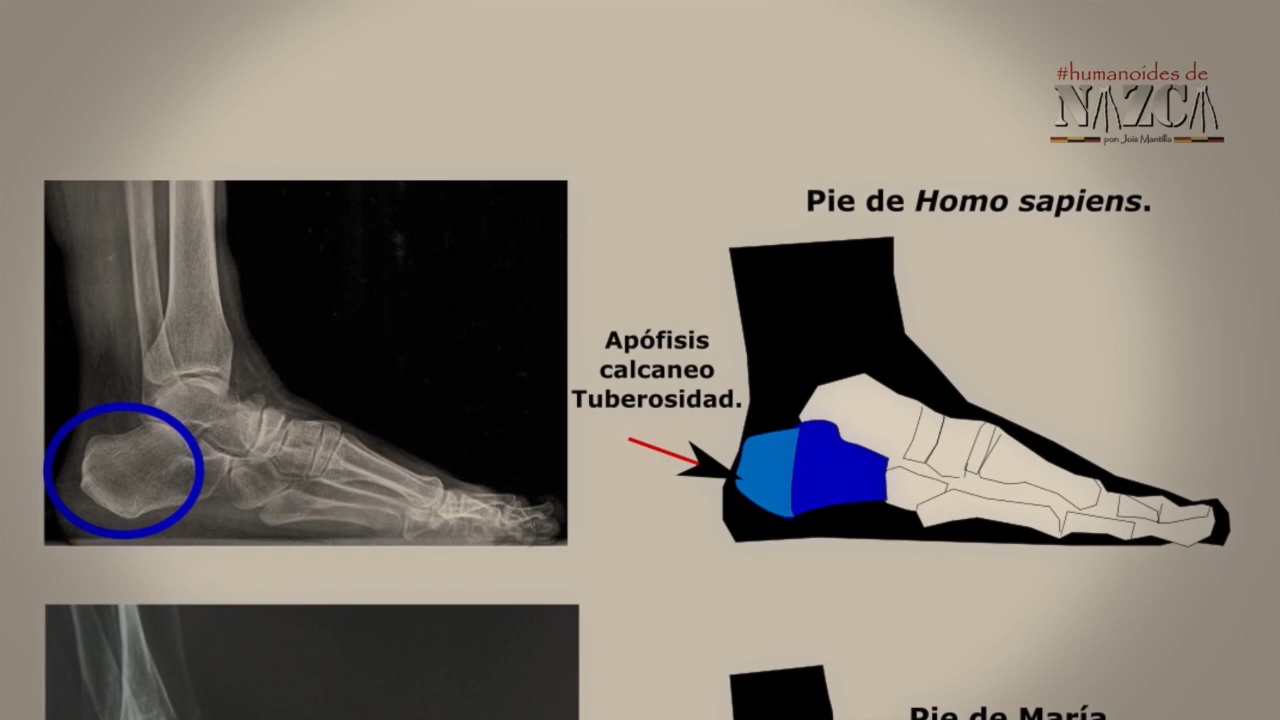 #humanoides de
NAZCA
por: Jois Mantilla
Pie de Homo sapiens.
Apófisis
calcaneo
Tuberosidad.
Pie de María